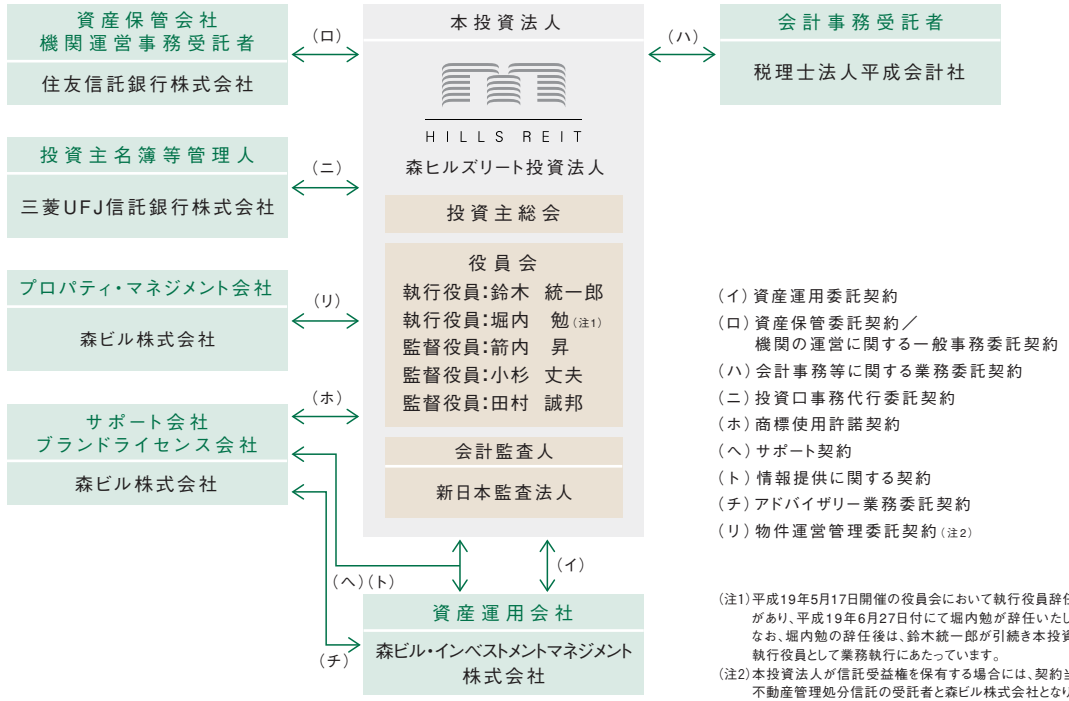 資産保管会社
機関運営事務受託者
住友信託銀行株式会社
(ロ)
投資主名簿等管理人
三菱UFJ信託銀行株式会社
(ニ)
プロパティ・マネジメント会社
森ビル株式会社
(リ)
サポート会社
ブランドライセンス会社
森ビル株式会社
(ホ)
本投資法人
HILLS REIT
森ヒルズリート投資法人
投資主総会
役員会
執行役員:鈴木 統一郎
執行役員:堀内 勉(注1)
監督役員:箭内 昇
監督役員:小杉 丈夫
監督役員:田村 誠邦
会計監査人
新日本監査法人
(ハ)
会計事務受託者
税理士法人平成会計社
(ヘ)(ト)
(イ)
(チ)
資産運用会社
森ビル・インベストメントマネジメント
株式会社
(イ)資産運用委託契約
(ロ)資産保管委託契約/
機関の運営に関する一般事務委託契約
(ハ)会計事務等に関する業務委託契約
(ニ)投資口事務代行委託契約
(ホ)商標使用許諾契約
(ヘ)サポート契約
(ト)情報提供に関する契約
(チ)アドバイザリー業務委託契約
(リ)物件運営管理委託契約(注2)
(注1)平成19年5月17日開催の役員会において執行役員辞任
があり、平成19年6月27日付にて堀内勉が辞任いたし
なお、堀内勉の辞任後は、鈴木統一郎が引続き本投資
執行役員として業務執行にあたっています。
(注2)本投資法人が信託受益権を保有する場合には、契約当
不動産管理処分信託の受託者と森ビル株式会社となり